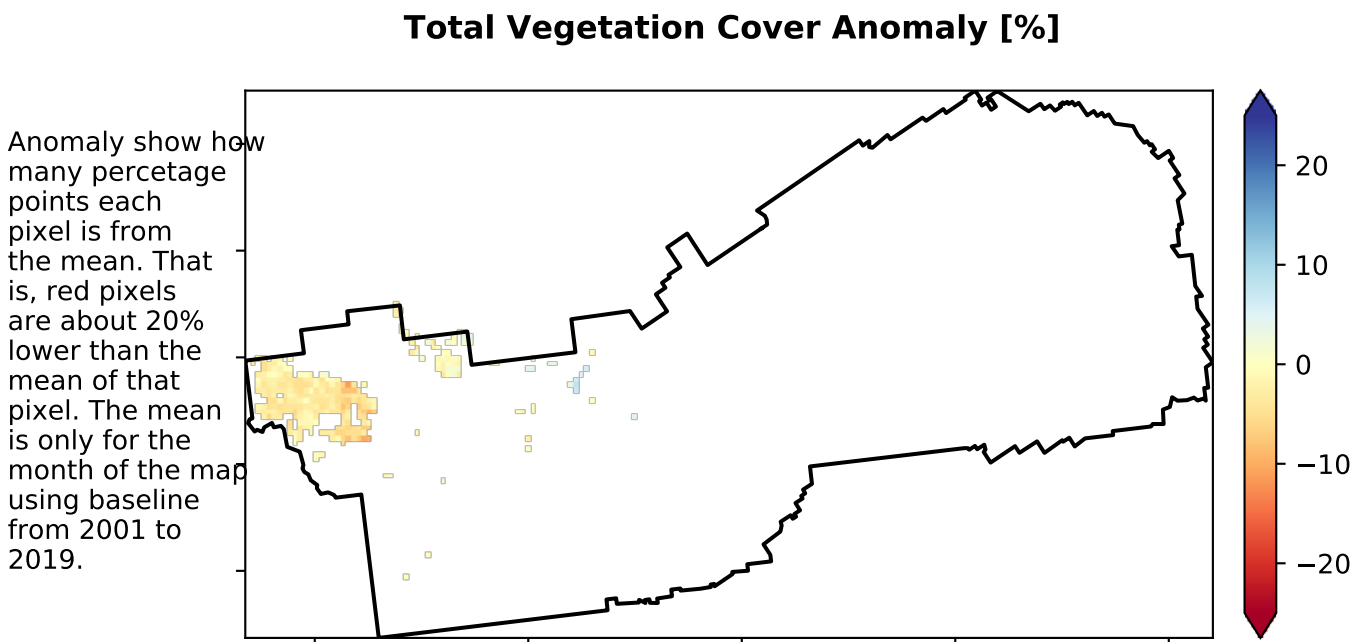 Total Vegetation Cover Anomaly [%]
Anomaly show how
many percetage
points each
pixel is from
the mean. That
is, red pixels
are about 20%
lower than the
mean of that
pixel. The mean
is only for the
month of the map
using baseline
from 2001 to
2019.
20
10
0
−10
−20